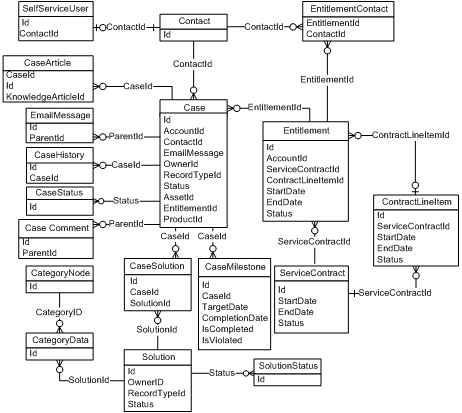 SelfServiceUser
Id
ContactId
ContactId
Contact
Id
ContactId
EntitlementContact
EntitlementId
ContactId
ContactId
EntitlementId
CaseArticle
CaseId
Id
KnowledgeArticleId
CaseId
EmailMessage
Id
ParentId
ParentId
CaseHistory
Id
CaseId
CaseId
CaseStatus
Id
Status
Case Comment
Id
ParentId
ParentId
Case
Id
AccountId
ContactId
EmailMessage
OwnerId
RecordTypeId
Status
AssetId
EntitlementId
ProductId
EntitlementId
Entitlement
Id
AccountId
ServiceContractId
ContractLineItemId
StartDate
EndDate
Status
ContractLineItemId
ContractLineItem
Id
ServiceContractId
StartDate
EndDate
Status
CaseId
CaseId
ServiceContractId
CategoryNode
Id
CategoryID
CategoryData
Id
CaseSolution
Id
CaseId
SolutionId
SolutionId
CaseMilestone
Id
CaseId
TargetDate
CompletionDate
IsCompleted
IsViolated
ServiceContract
Id
StartDate
EndDate
Status
ServiceContractId
SolutionId
Solution
Id
OwnerID
RecordTypeId
Status
Status
SolutionStatus
Id